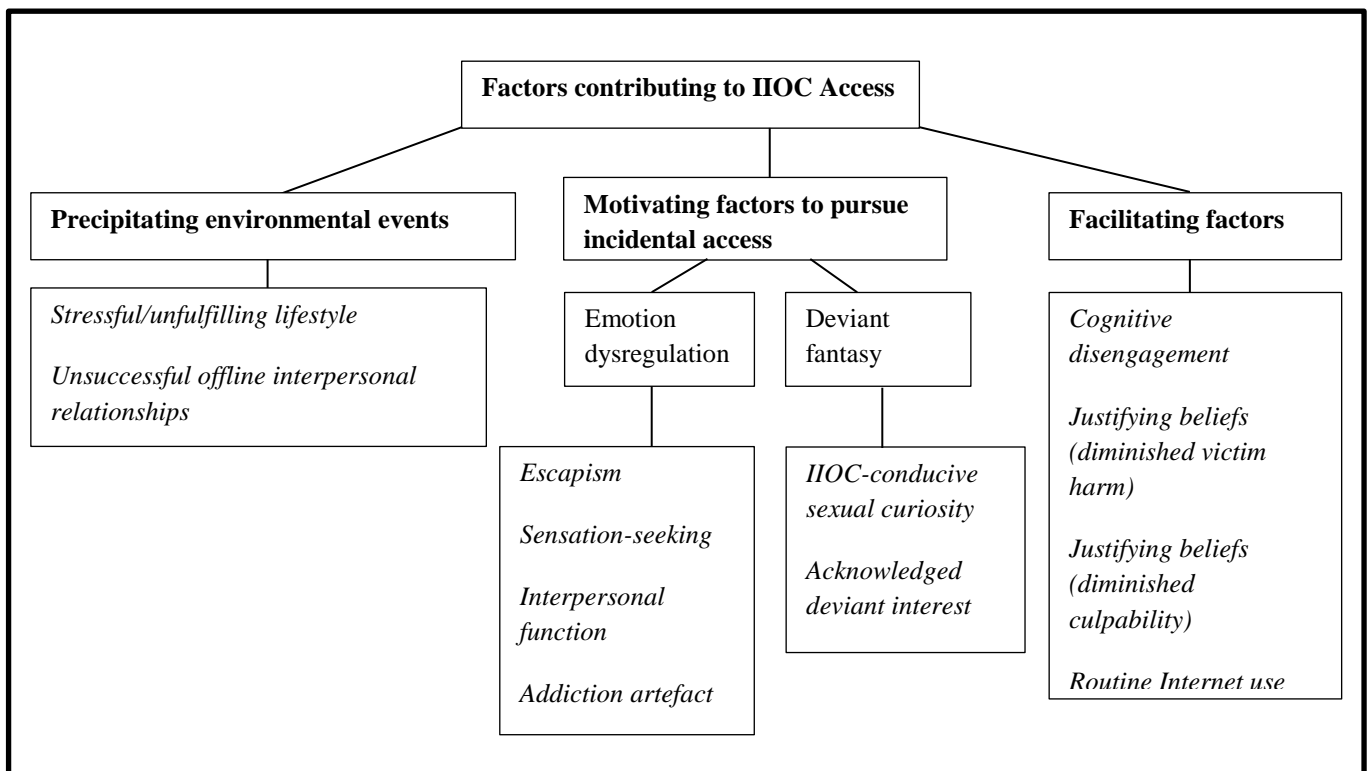 Factors contributing to IIOC Access
Precipitating environmental events
Motivating factors to pursue
incidental access
Facilitating factors
Stressful/unfulfilling lifestyle
Unsuccessful offline interpersonal
relationships
Emotion
dysregulation
Deviant
fantasy
Escapism
Sensation-seeking
Interpersonal
function
Addiction artefact
IIOC-conducive
sexual curiosity
Acknowledged
deviant interest
Cognitive
disengagement
Justifying beliefs
(diminished victim
harm)
Justifying beliefs
(diminished
culpability)
Routine Internet use